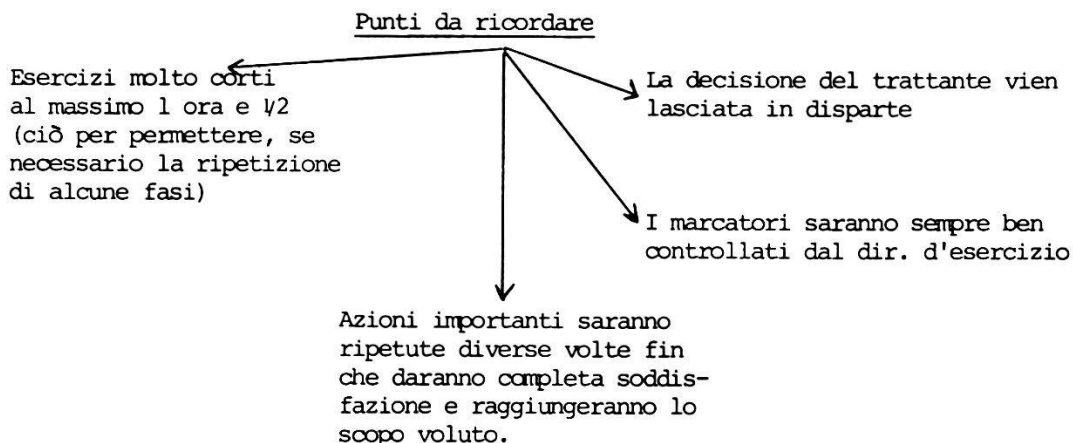 Punti da ricordare
Esercizi molto corti
al massimo 1 ora e 1/2
(ciò per permettere, se
necessario la ripetizione
di alcune fasi)
La decisione del trattante vien
lasciata in disparte
I marcatori saranno sempre ben
controllati dal dir. d'esercizio
Azioni importanti saranno
ripetute diverse volte fin
che daranno completa soddis-
fazione e raggiungeranno lo
scopo voluto.